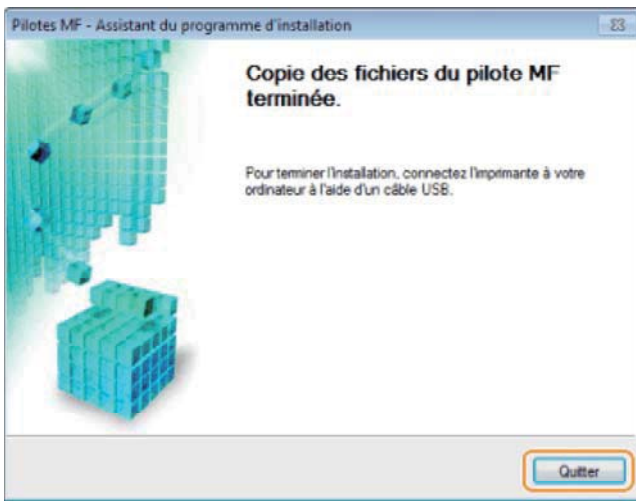 Pilotes MF - Assistant du programme d'installation
Copie des fichiers du pilote MF
terminée.
Pour terminer l'installation, connectez l'imprimante à votre
ordinateur à l'aide d'un câble USB.
Quitter